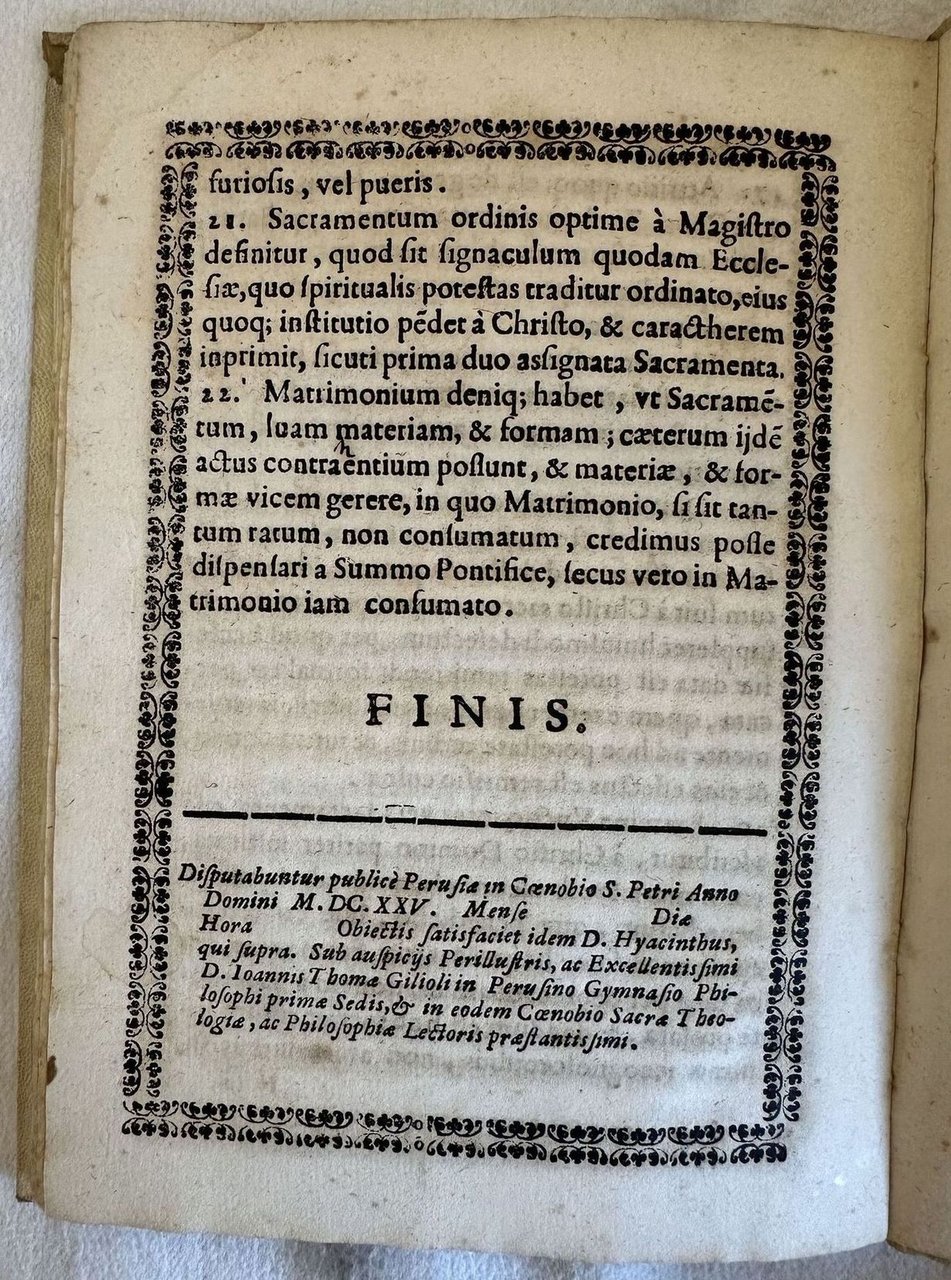 furiosis, vel pueris.
21. Sacramentum ordinis optime à Magiſtro
definitur, quod ſit ſignaculum quodam Eccle-
ſiæ, quo ſpiritualis poteſtas traditur ordinato, eius
quoq; inſtitutio pẽdet à Chriſto, & caractherem
inprimit, ſicuti prima duo aſsignata Sacramenta.
22. Matrimonium deniq; habet, vt Sacramẽ-
tum, ſuam materiam, & formam; cæterum ijdẽ
actus contraentium poſſunt, & materiæ, & for-
h
mæ vicem gerere, in quo Matrimonio, ſi ſit tan-
tum ratum, non conſumatum, credimus poſſe
diſpenſari a Summo Pontifice, ſecus vero in Ma-
trimonio iam conſumato.
FINIS.
Diſputabuntur publicè Peruſiæ in Cœnobio S. Petri Anno
Domini M. DC. XXV. Menſe Diæ
Hora Obiectis ſatisfaciet idem D. Hyacinthus,
qui ſupra. Sub auſpicijs Perilluſtris, ac Excellentiſsimi
D. Ioannis Thomæ Gilioli in Peruſino Gymnaſio Phi-
loſophi primæ Sedis, & in eodem Cœnobio Sacræ Theo-
logiæ, ac Philoſophiæ Lectoris præſtantiſsimi.